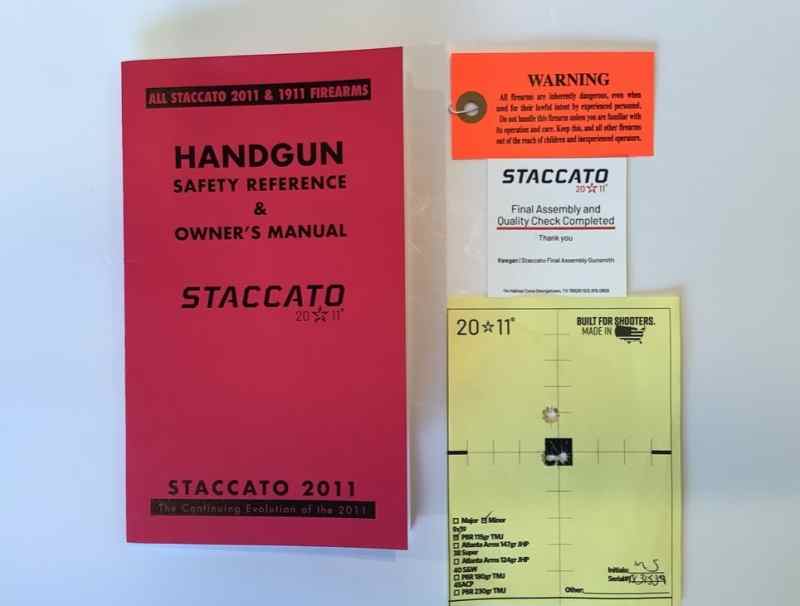 ALL STACCATO 2011 & 1911 FIREARMS
HANDGUN
SAFETY REFERENCE
&
OWNER'S MANUAL
STACCATO
20☆11®
STACCATO 2011
The Continuing Evolution of the 2011
WARNING
All firearms are inherently dangerous, even when
used for their lawful intent by experienced personnel.
Do not handle this firearm unless you are familiar with
its operation and care. Keep this, and all other firearms
out of the reach of children and inexperienced operators.
STACCATO
20☆11®
Final Assembly and
Quality Check Completed
Thank you
Keegan | Staccato Final Assembly Gunsmith
20☆11®
BUILT FOR SHOOTERS.
MADE IN
Major Minor
9x19
PBR 115gr TMJ
Atlanta Arms 147gr JHP
38 Super
Atlanta Arms 124gr JHP
40 S&W
PBR 180gr TMJ
45ACP
PBR 230gr TMJ
Initials: MS
Serial#
Other: